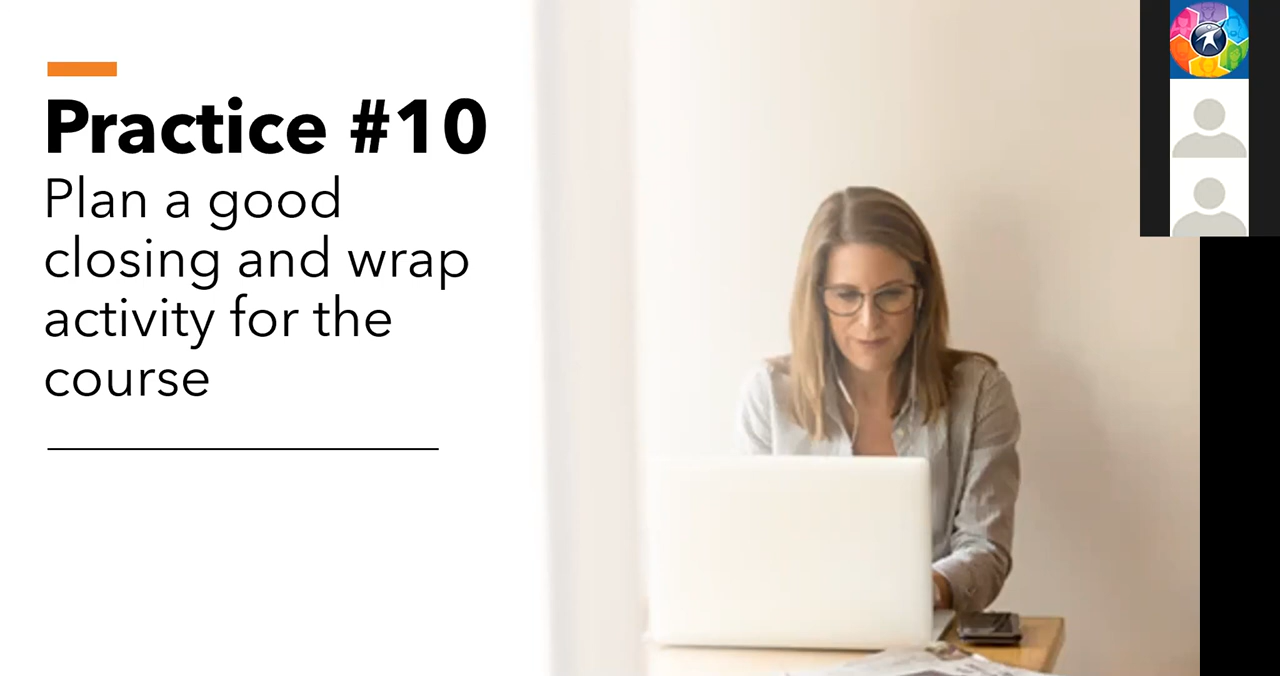 Practice #10
Plan a good
closing and wrap
activity for the
course